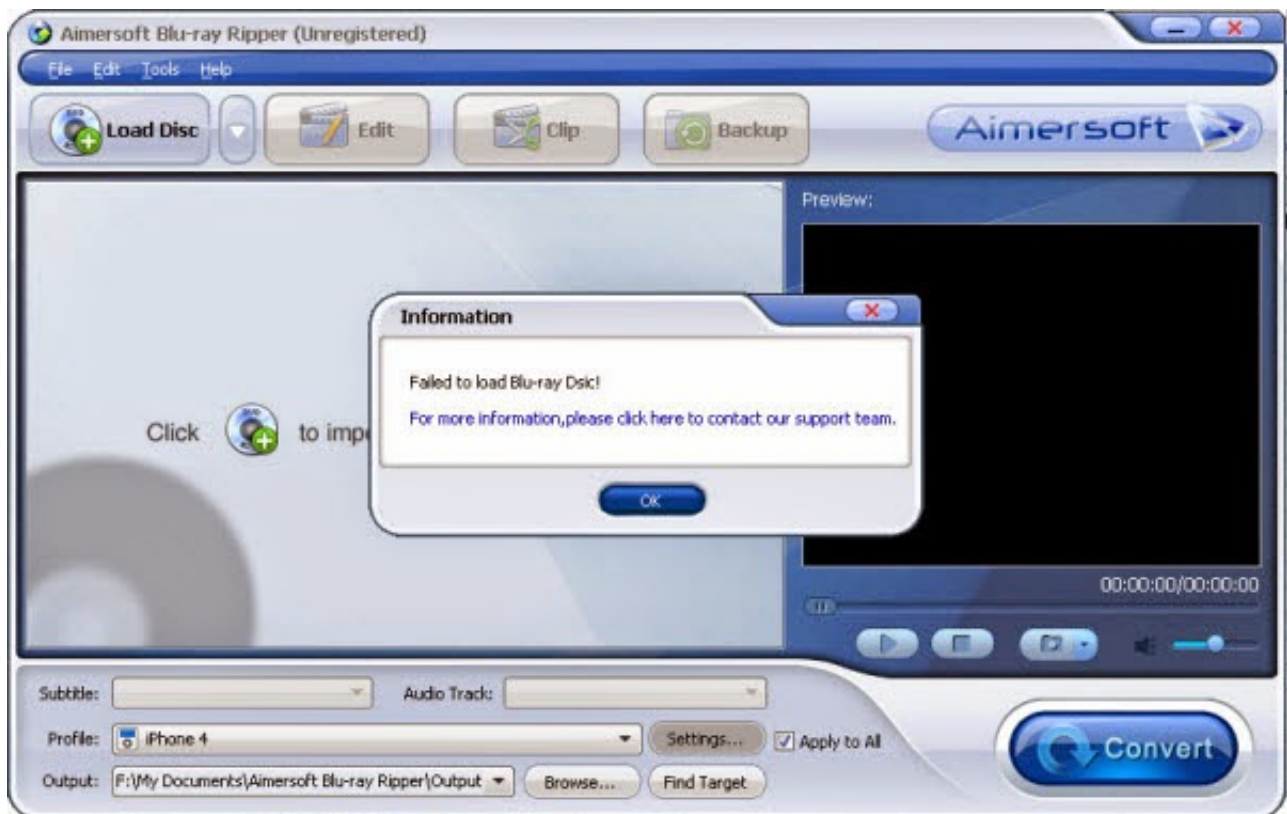 Aimersoft Blu-ray Ripper (Unregistered)
File Edit Tools Help
Load Disc Edit Clip Backup Aimersoft
Preview:
Information
Failed to load Blu-ray Dsic!
For more information,please click here to contact our support team.
Click to impo
OK
00:00:00/00:00:00
Subtitle: Audio Track:
Profile: iPhone 4 Settings... Apply to All
Convert
Output: F:\My Documents\Aimersoft Blu-ray Ripper\Output Browse... Find Target